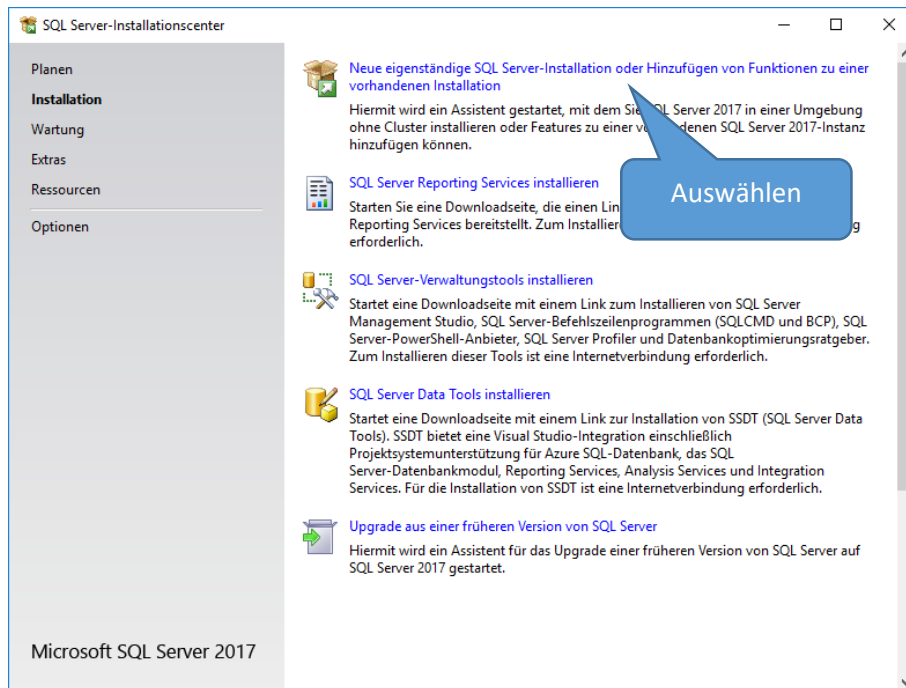 SQL Server-Installationscenter
Planen
Installation
Wartung
Extras
Ressourcen
Optionen
Microsoft SQL Server 2017
Neue eigenständige SQL Server-Installation oder Hinzufügen von Funktionen zu einer
vorhandenen Installation
Hiermit wird ein Assistent gestartet, mit dem Sie SQL Server 2017 in einer Umgebung
ohne Cluster installieren oder Features zu einer denen SQL Server 2017-Instanz
hinzufügen können.
Auswählen
SQL Server Reporting Services installieren
Starten Sie eine Downloadseite, die einen
Reporting Services bereitstellt. Zum
erforderlich.
SQL Server-Verwaltungstools installieren
Startet eine Downloadseite mit einem Link zum Installieren von SQL Server
Management Studio, SQL Server-Befehlszeilenprogrammen (SQLCMD und BCP), SQL
Server-PowerShell-Anbieter, SQL Server Profiler und Datenbankoptimierungsratgeber.
Zum Installieren dieser Tools ist eine Internetverbindung erforderlich.
SQL Server Data Tools installieren
Startet eine Downloadseite mit einem Link zur Installation von SSDT (SQL Server Data
Tools). SSDT bietet eine Visual Studio-Integration einschließlich
Projektsystemunterstützung für Azure SQL-Datenbank, das SQL
Server-Datenbankmodul, Reporting Services, Analysis Services und Integration
Services. Für die Installation von SSDT ist eine Internetverbindung erforderlich.
Upgrade aus einer früheren Version von SQL Server
Hiermit wird ein Assistent für das Upgrade einer früheren Version von SQL Server auf
SQL Server 2017 gestartet.